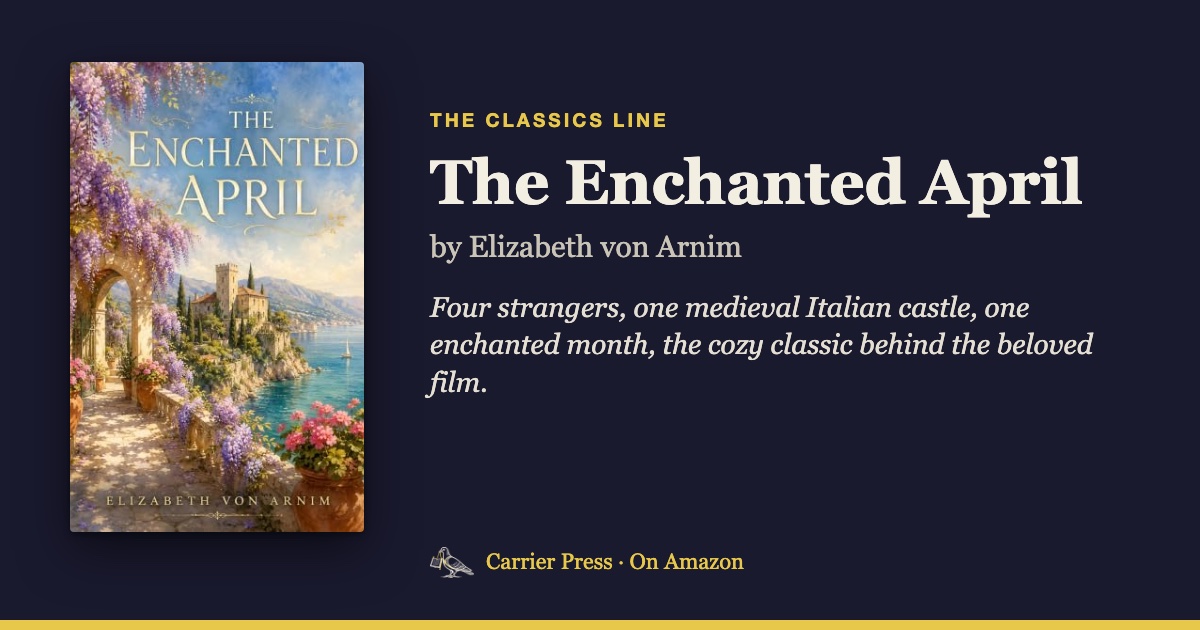 THE
ENCHANTED
APRIL
ELIZABETH VON ARNIM
THE CLASSICS LINE
The Enchanted April
by Elizabeth von Arnim
Four strangers, one medieval Italian castle, one
enchanted month, the cozy classic behind the beloved
film.
Carrier Press · On Amazon